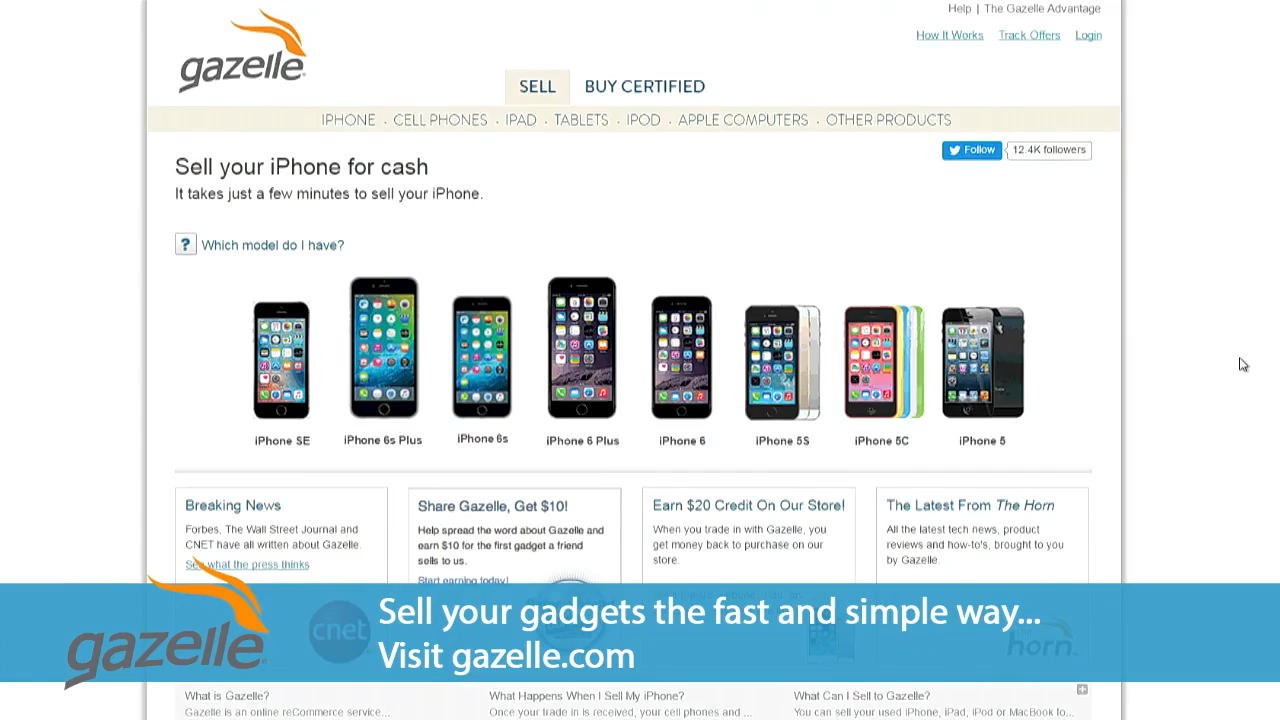 Help | The Gazelle Advantage
gazelle
How It Works Track Offers Login
SELL BUY CERTIFIED
IPHONE · CELL PHONES · IPAD · TABLETS · IPOD · APPLE COMPUTERS · OTHER PRODUCTS
Follow 12.4K followers
Sell your iPhone for cash
It takes just a few minutes to sell your iPhone.
? Which model do I have?
iPhone SE iPhone 6s Plus iPhone 6s iPhone 6 Plus iPhone 6 iPhone 5S iPhone 5C iPhone 5
Breaking News
Forbes, The Wall Street Journal and
CNET have all written about Gazelle.
See what the press thinks
Share Gazelle, Get $10!
Help spread the word about Gazelle and
earn $10 for the first gadget a friend
sells to us.
Start earning today!
Earn $20 Credit On Our Store!
When you trade in with Gazelle, you
get money back to purchase on our
store.
The Latest From The Horn
All the latest tech news, product
reviews and how-to's, brought to you
by Gazelle.
gazelle
cnet
horn
Sell your gadgets the fast and simple way...
Visit gazelle.com
What is Gazelle?
Gazelle is an online reCommerce service...
What Happens When I Sell My iPhone?
Once your trade in is received, your cell phones and ...
What Can I Sell to Gazelle?
You can sell your used iPhone, iPad, iPod or MacBook to...